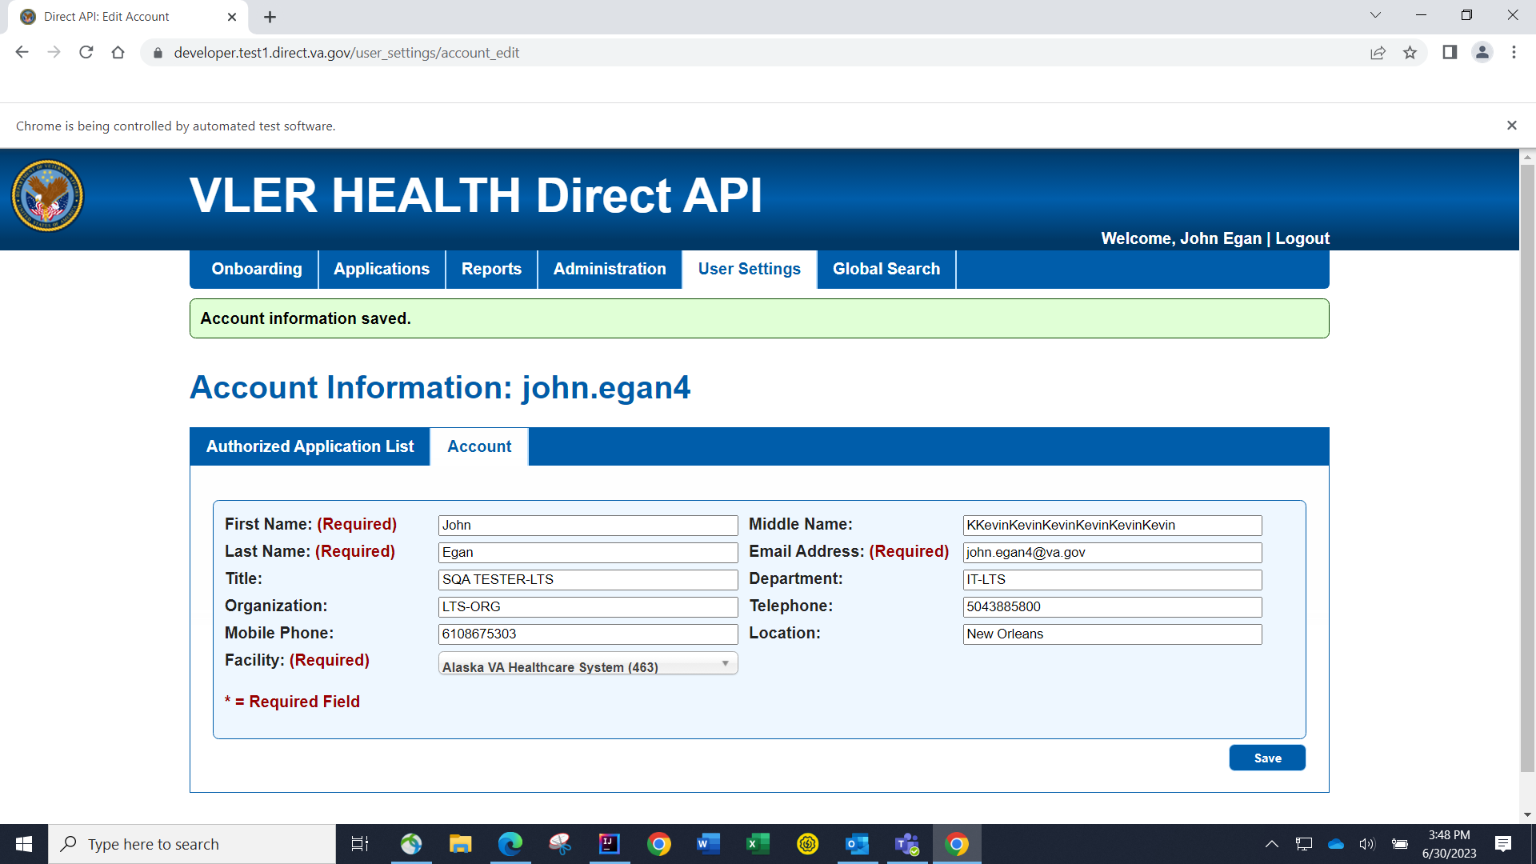 Direct API: Edit Account
developer.test1.direct.va.gov/user_settings/account_edit
Chrome is being controlled by automated test software.
VLER HEALTH Direct API
Welcome, John Egan | Logout
Onboarding Applications Reports Administration User Settings Global Search
Account information saved.
Account Information: john.egan4
Authorized Application List Account
First Name: (Required) John Middle Name: KKevinKevinKevinKevinKevinKevin
Last Name: (Required) Egan Email Address: (Required) john.egan4@va.gov
Title: SQA TESTER-LTS Department: IT-LTS
Organization: LTS-ORG Telephone: 5043885800
Mobile Phone: 6108675303 Location: New Orleans
Facility: (Required) Alaska VA Healthcare System (463)
* = Required Field
Save
Type here to search
3:48 PM
6/30/2023